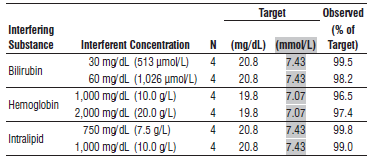 Target Observed
Interfering (% of
Substance Interferent Concentration N (mg/dL) (mmol/L) Target)
Bilirubin 30 mg/dL (513 µmol/L) 4 20.8 7.43 99.5
60 mg/dL (1,026 µmol/L) 4 20.8 7.43 98.2
Hemoglobin 1,000 mg/dL (10.0 g/L) 4 19.8 7.07 96.5
2,000 mg/dL (20.0 g/L) 4 19.8 7.07 97.4
Intralipid 750 mg/dL (7.5 g/L) 4 20.8 7.43 99.8
1,000 mg/dL (10.0 g/L) 4 20.8 7.43 99.0